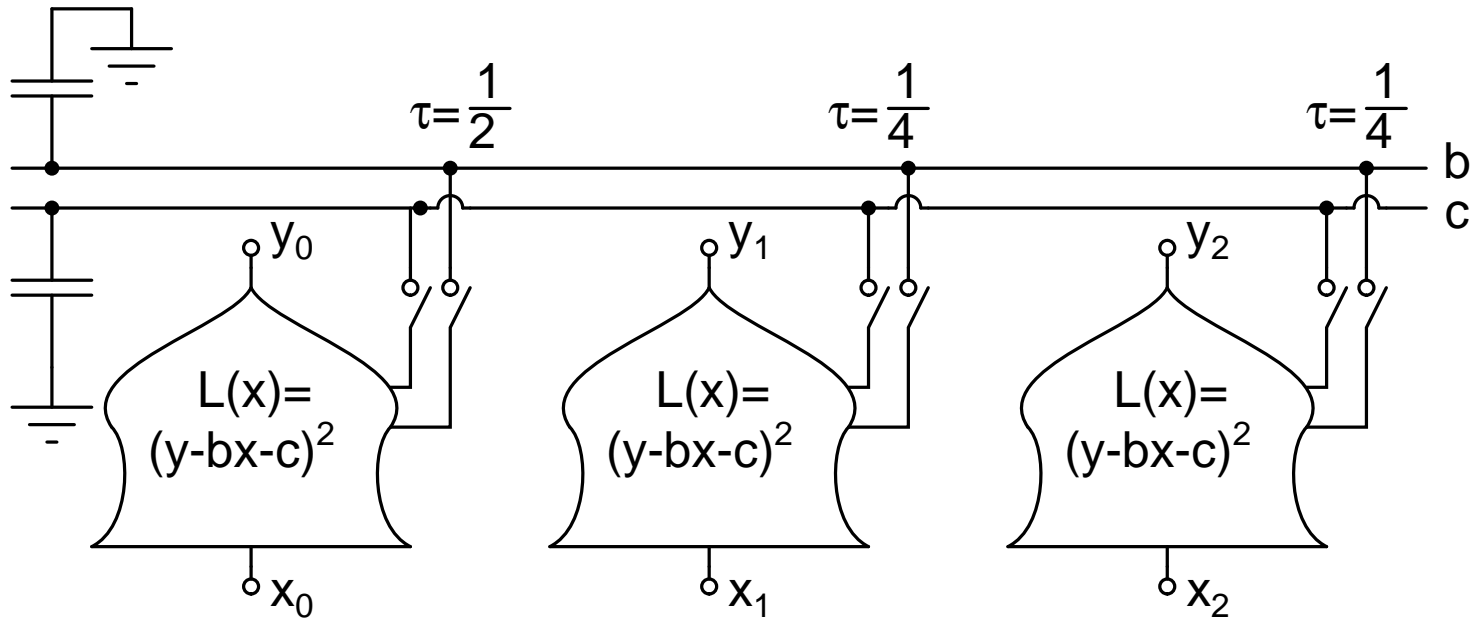 τ=1/2
τ=1/4
τ=1/4
b
c
y₀
y₁
y₂
L(x)=
(y-bx-c)²
L(x)=
(y-bx-c)²
L(x)=
(y-bx-c)²
x₀
x₁
x₂